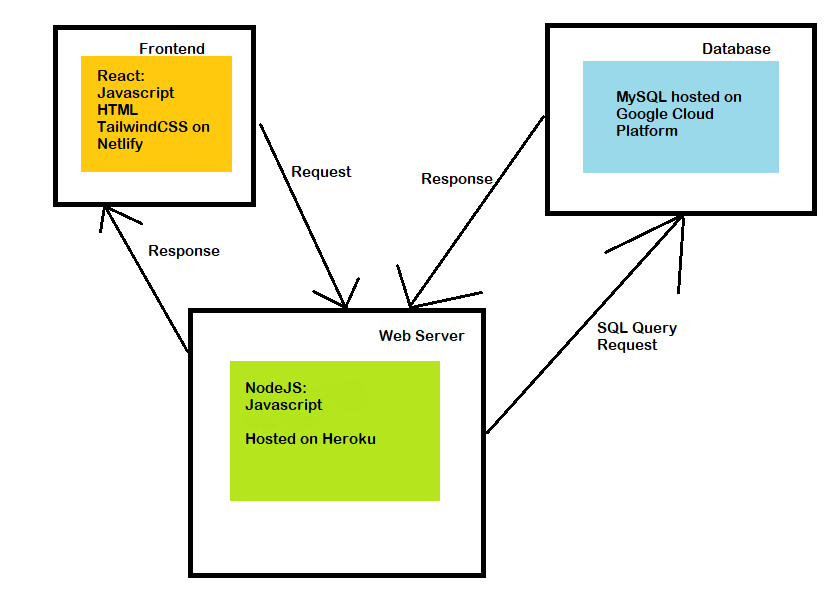 Frontend
React:
Javascript
HTML
TailwindCSS on
Netlify
Database
MySQL hosted on
Google Cloud
Platform
Request
Response
Response
SQL Query
Request
Web Server
NodeJS:
Javascript
Hosted on Heroku